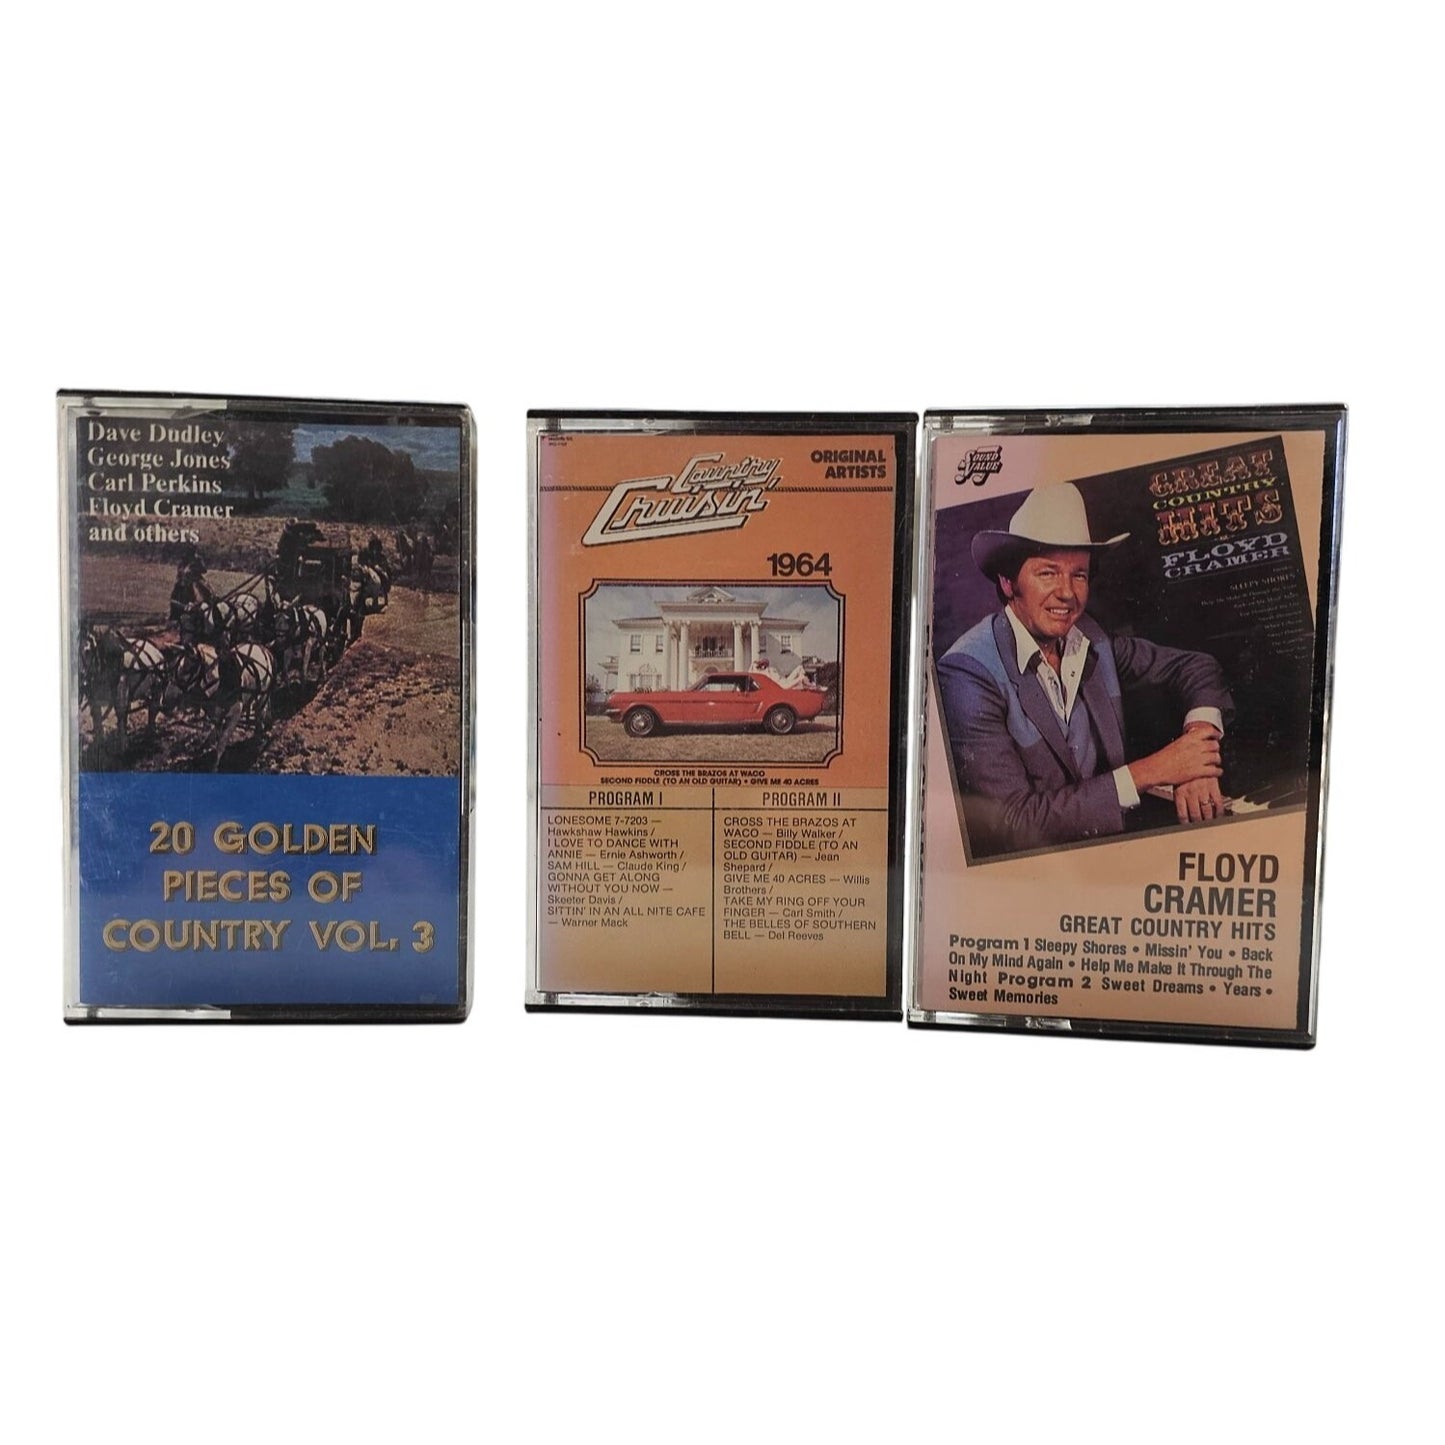 Dave Dudley
George Jones
Carl Perkins
Floyd Cramer
and others
20 GOLDEN
PIECES OF
COUNTRY VOL. 3
Country
Cruisin'
ORIGINAL
ARTISTS
1964
CROSS THE BRAZOS AT WACO
SECOND FIDDLE (TO AN OLD GUITAR) • GIVE ME 40 ACRES
PROGRAM I
LONESOME 7-7203 —
Hawkshaw Hawkins /
I LOVE TO DANCE WITH
ANNIE — Ernie Ashworth /
SAM HILL — Claude King /
GONNA GET ALONG
WITHOUT YOU NOW —
Skeeter Davis /
SITTIN' IN AN ALL NITE CAFE
— Warner Mack
PROGRAM II
CROSS THE BRAZOS AT
WACO — Billy Walker /
SECOND FIDDLE (TO AN
OLD GUITAR) — Jean
Shepard /
GIVE ME 40 ACRES — Willis
Brothers /
TAKE MY RING OFF YOUR
FINGER — Carl Smith /
THE BELLES OF SOUTHERN
BELL — Del Reeves
SOUND
VALUE
GREAT
COUNTRY
HITS
FLOYD
CRAMER
SLEEPY SHORES
FLOYD
CRAMER
GREAT COUNTRY HITS
Program 1 Sleepy Shores • Missin' You • Back
On My Mind Again • Help Me Make It Through The
Night Program 2 Sweet Dreams • Years •
Sweet Memories